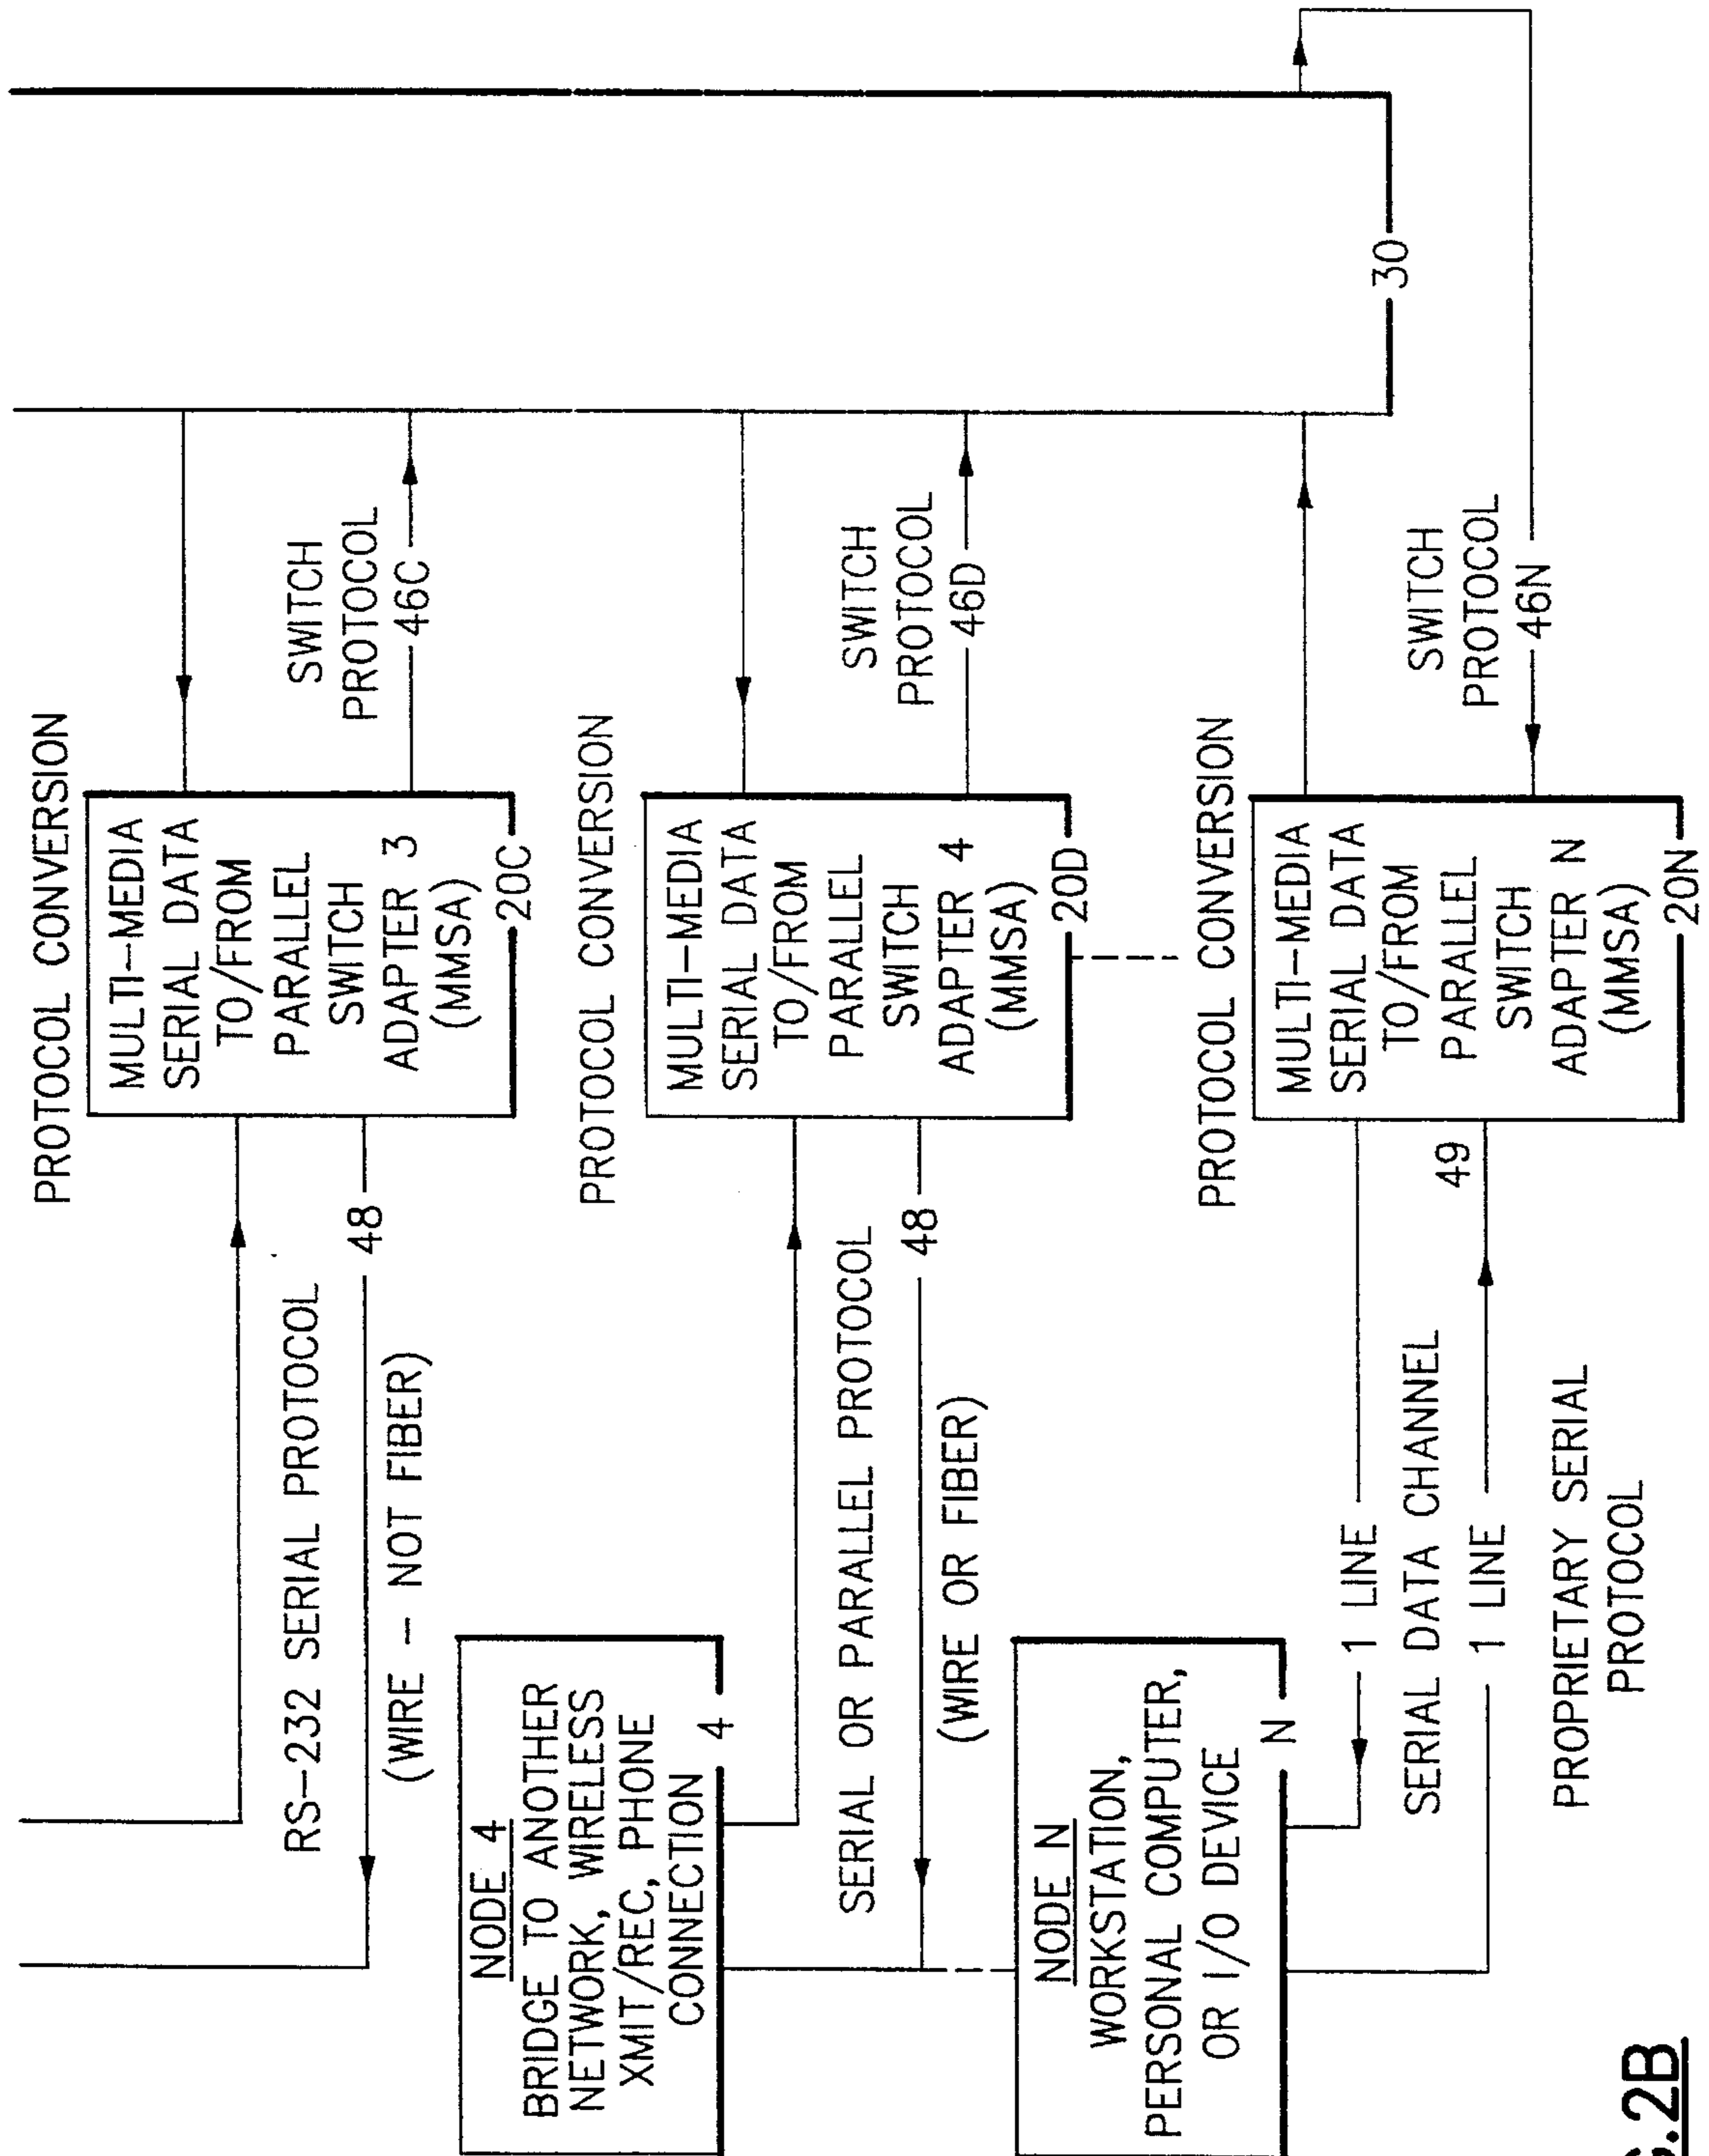 PROTOCOL CONVERSION
MULTI-MEDIA
SERIAL DATA
TO/FROM
PARALLEL
SWITCH
ADAPTER 3
(MMSA)
20C
SWITCH
PROTOCOL
46C
RS-232 SERIAL PROTOCOL
48
(WIRE - NOT FIBER)
NODE 4
BRIDGE TO ANOTHER
NETWORK, WIRELESS
XMIT/REC, PHONE
CONNECTION
4
PROTOCOL CONVERSION
MULTI-MEDIA
SERIAL DATA
TO/FROM
PARALLEL
SWITCH
ADAPTER 4
(MMSA)
20D
SWITCH
PROTOCOL
46D
SERIAL OR PARALLEL PROTOCOL
48
(WIRE OR FIBER)
NODE N
WORKSTATION,
PERSONAL COMPUTER,
OR I/O DEVICE
N
PROTOCOL CONVERSION
MULTI-MEDIA
SERIAL DATA
TO/FROM
PARALLEL
SWITCH
ADAPTER N
(MMSA)
20N
30
SWITCH
PROTOCOL
46N
1 LINE
SERIAL DATA CHANNEL
49
1 LINE
PROPRIETARY SERIAL
PROTOCOL
.2B